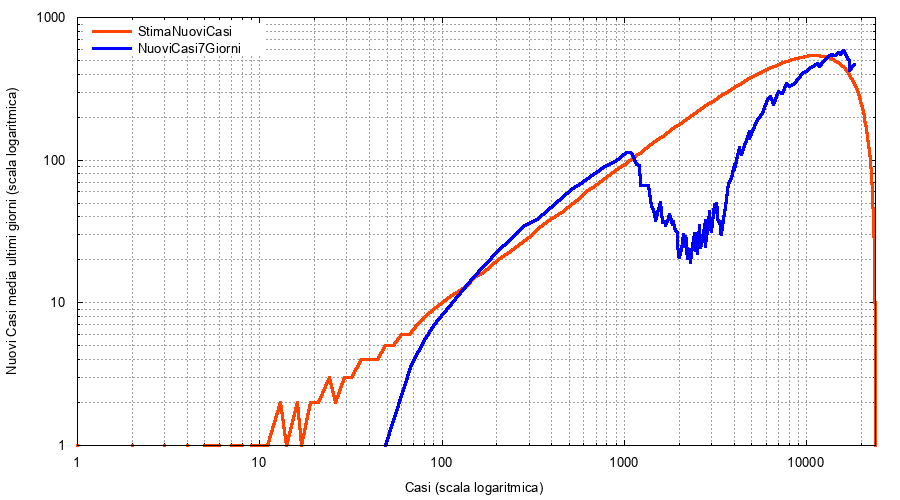 1000
StimaNuoviCasi
NuoviCasi7Giorni
100
10
1
Nuovi Casi media ultimi giorni (scala logaritmica)
1 10 100 1000 10000
Casi (scala logaritmica)